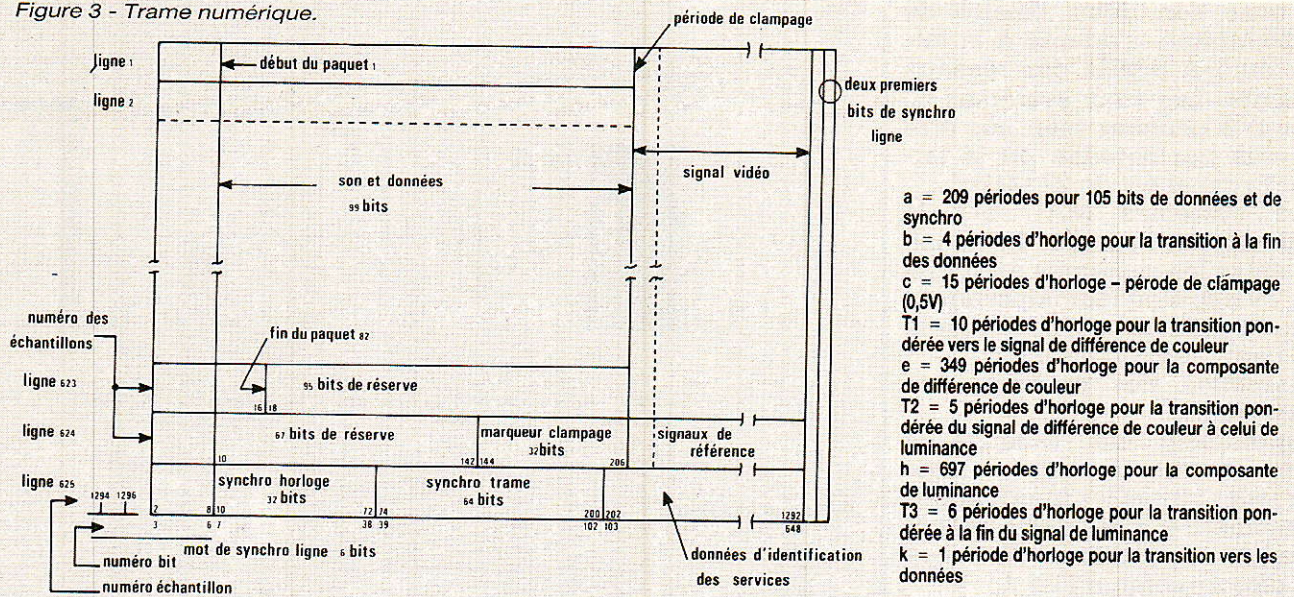 Figure 3 - Trame numérique.
période de clampage
ligne 1
début du paquet 1
ligne 2
deux premiers
bits de synchro
ligne
signal vidéo
son et données
99 bits
numéro des
échantillons
fin du paquet 82
ligne 623
95 bits de réserve
16 18
ligne 624
67 bits de réserve
marqueur clampage
32bits
signaux de
référence
10
142 144
206
ligne 625
synchro horloge
32 bits
synchro trame
64 bits
1294 1296
2
8 10
72 74
200 202
1292
3
6 7
38 39
102 103
648
mot de synchro ligne 6 bits
numéro bit
numéro échantillon
données d'identification
des services
a = 209 périodes pour 105 bits de données et de
synchro
b = 4 périodes d'horloge pour la transition à la fin
des données
c = 15 périodes d'horloge – pérode de clampage
(0,5V)
T1 = 10 périodes d'horloge pour la transition pon-
dérée vers le signal de différence de couleur
e = 349 périodes d'horloge pour la composante
de différence de couleur
T2 = 5 périodes d'horloge pour la transition pon-
dérée du signal de différence de couleur à celui de
luminance
h = 697 périodes d'horloge pour la composante
de luminance
T3 = 6 périodes d'horloge pour la transition pon-
dérée à la fin du signal de luminance
k = 1 période d'horloge pour la transition vers les
données